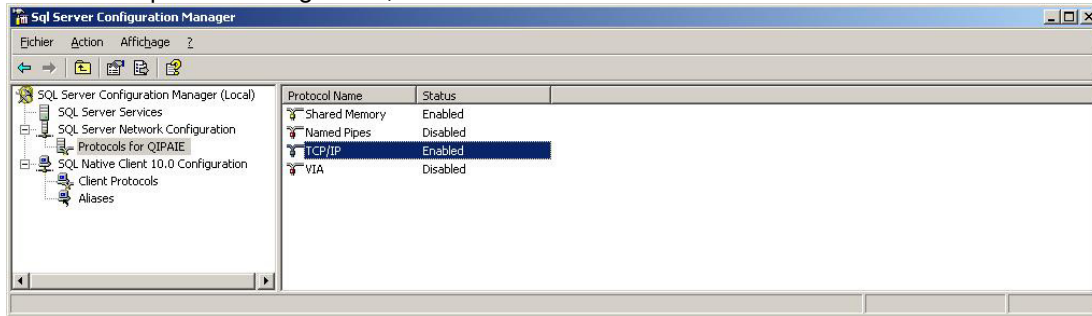 Sql Server Configuration Manager
Fichier Action Affichage ?
SQL Server Configuration Manager (Local)
SQL Server Services
SQL Server Network Configuration
Protocols for QIPAIE
SQL Native Client 10.0 Configuration
Client Protocols
Aliases
Protocol Name Status
Shared Memory Enabled
Named Pipes Disabled
TCP/IP Enabled
VIA Disabled